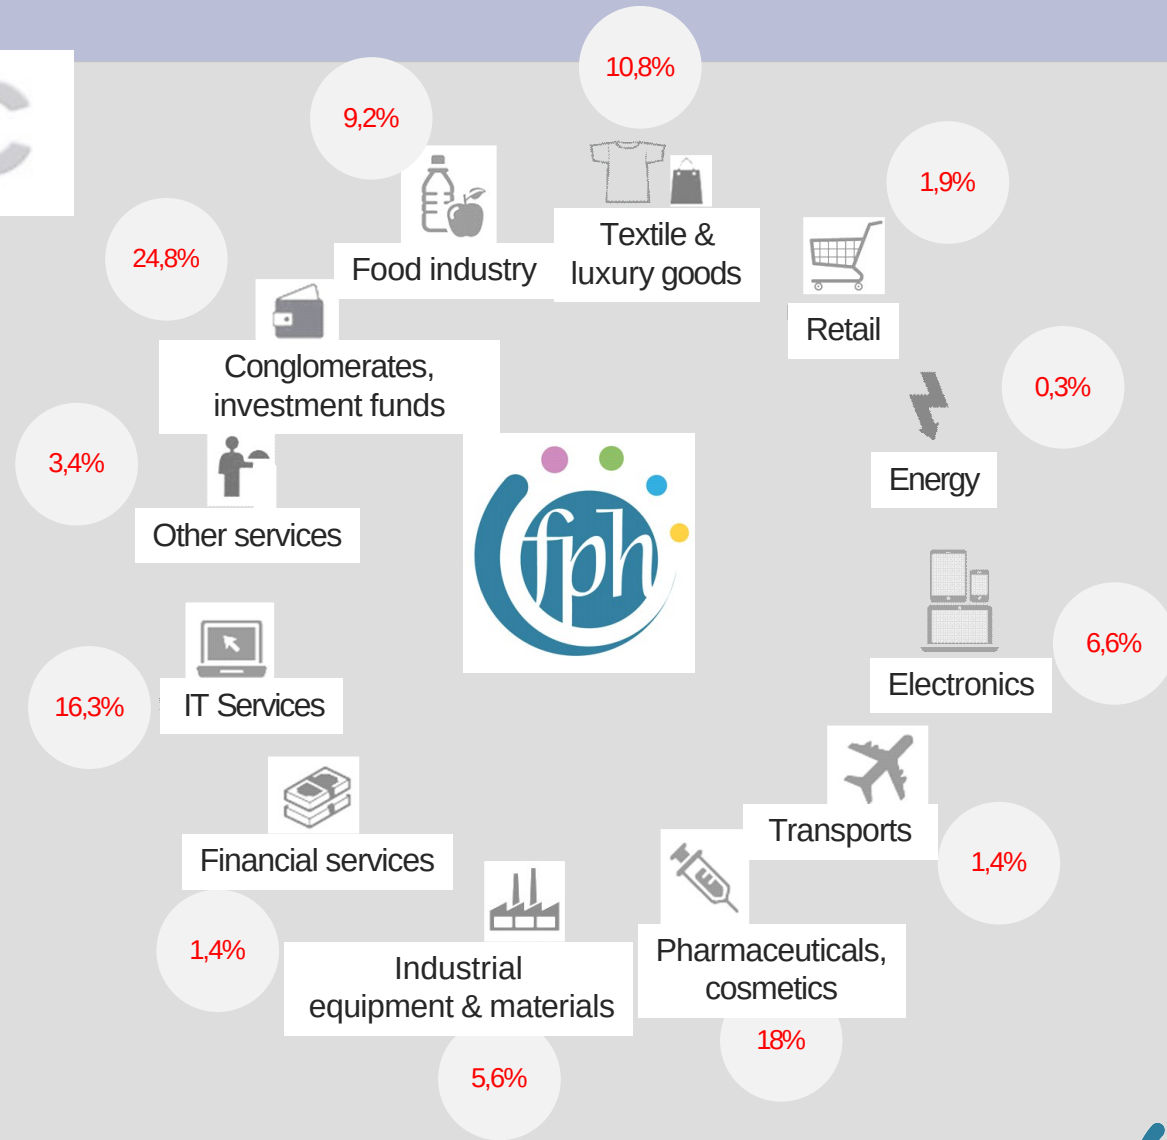 10,8%
9,2%
1,9%
Textile &
luxury goods
24,8%
Food industry
Retail
Conglomerates,
investment funds
0,3%
3,4%
Energy
Other services
fph
6,6%
Electronics
16,3%
IT Services
Transports
Financial services
1,4%
1,4%
Pharmaceuticals,
cosmetics
Industrial
equipment & materials
18%
5,6%